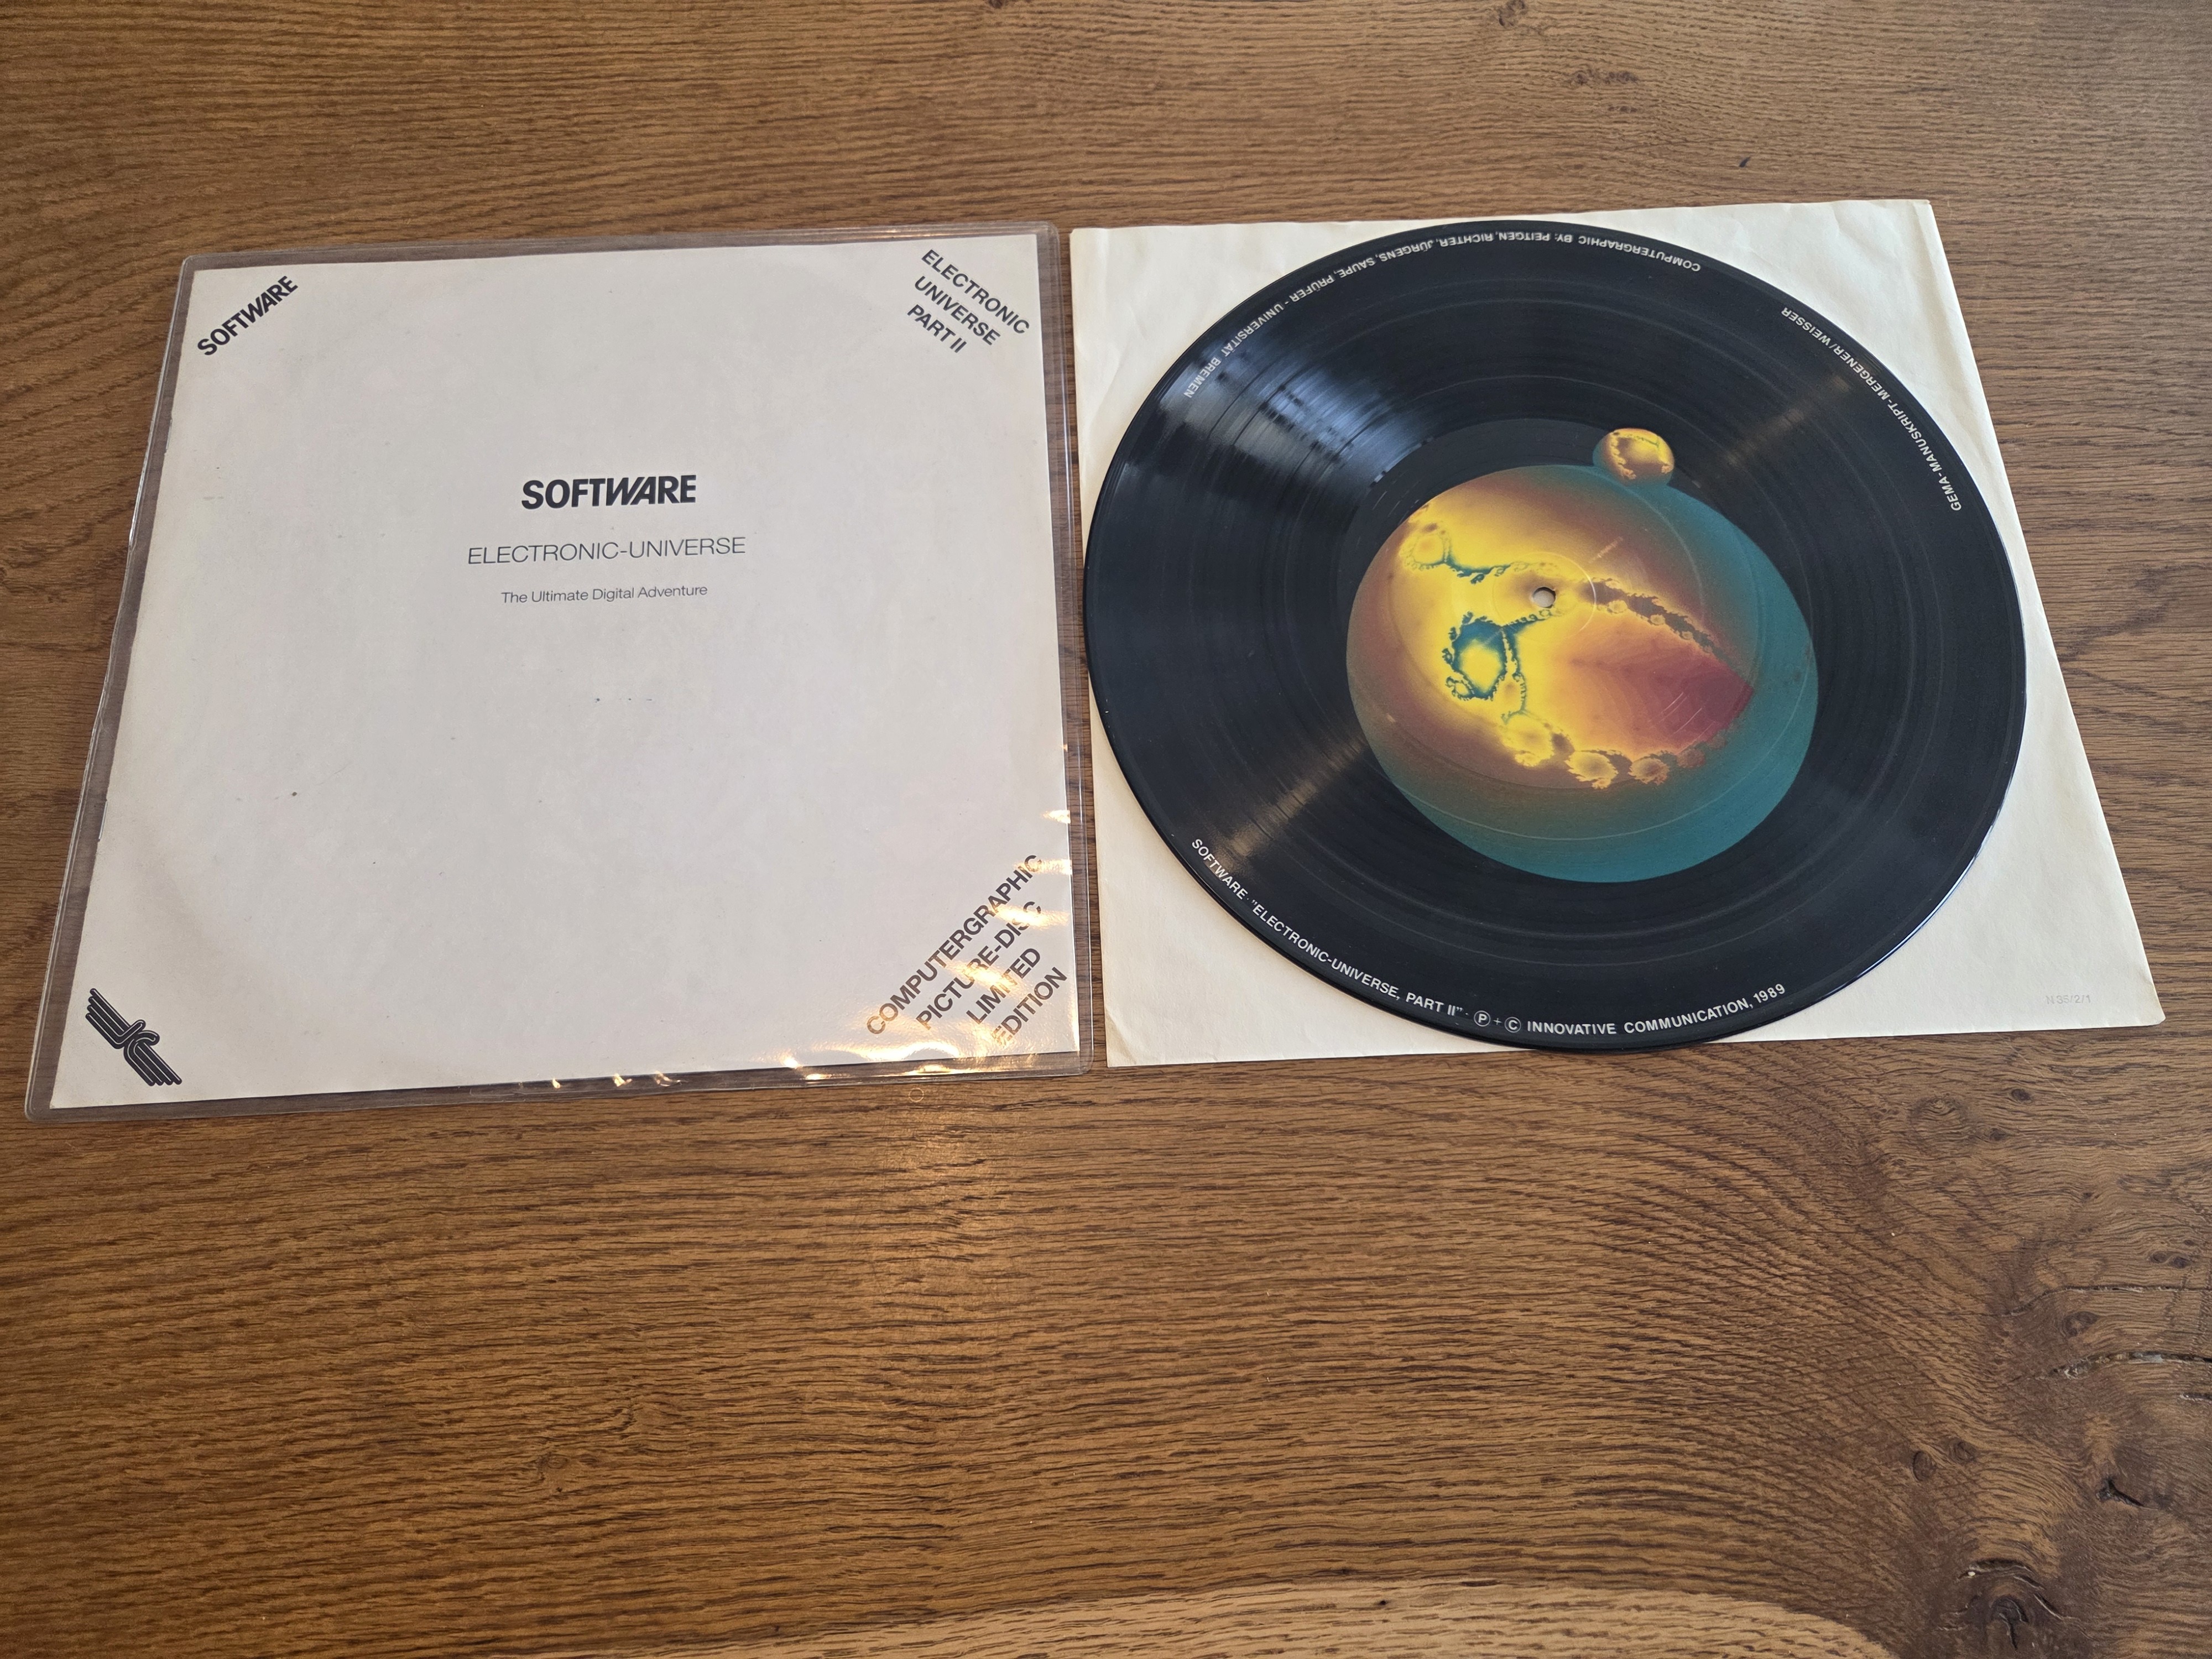 SOFTWARE
ELECTRONIC
UNIVERSE
PART II
SOFTWARE
ELECTRONIC-UNIVERSE
The Ultimate Digital Adventure
COMPUTERGRAPHIC
PICTURE-DISC
LIMITED
EDITION
COMPUTERGRAPHIC BY: PEITGEN, RICHTER, JÜRGENS, SAUPE, PRÜFER - UNIVERSITÄT BREMEN
GEMA-MANUSKRIPT-MERGENER/WEISSER
SOFTWARE · "ELECTRONIC-UNIVERSE, PART II" · Ⓟ + © INNOVATIVE COMMUNICATION, 1989